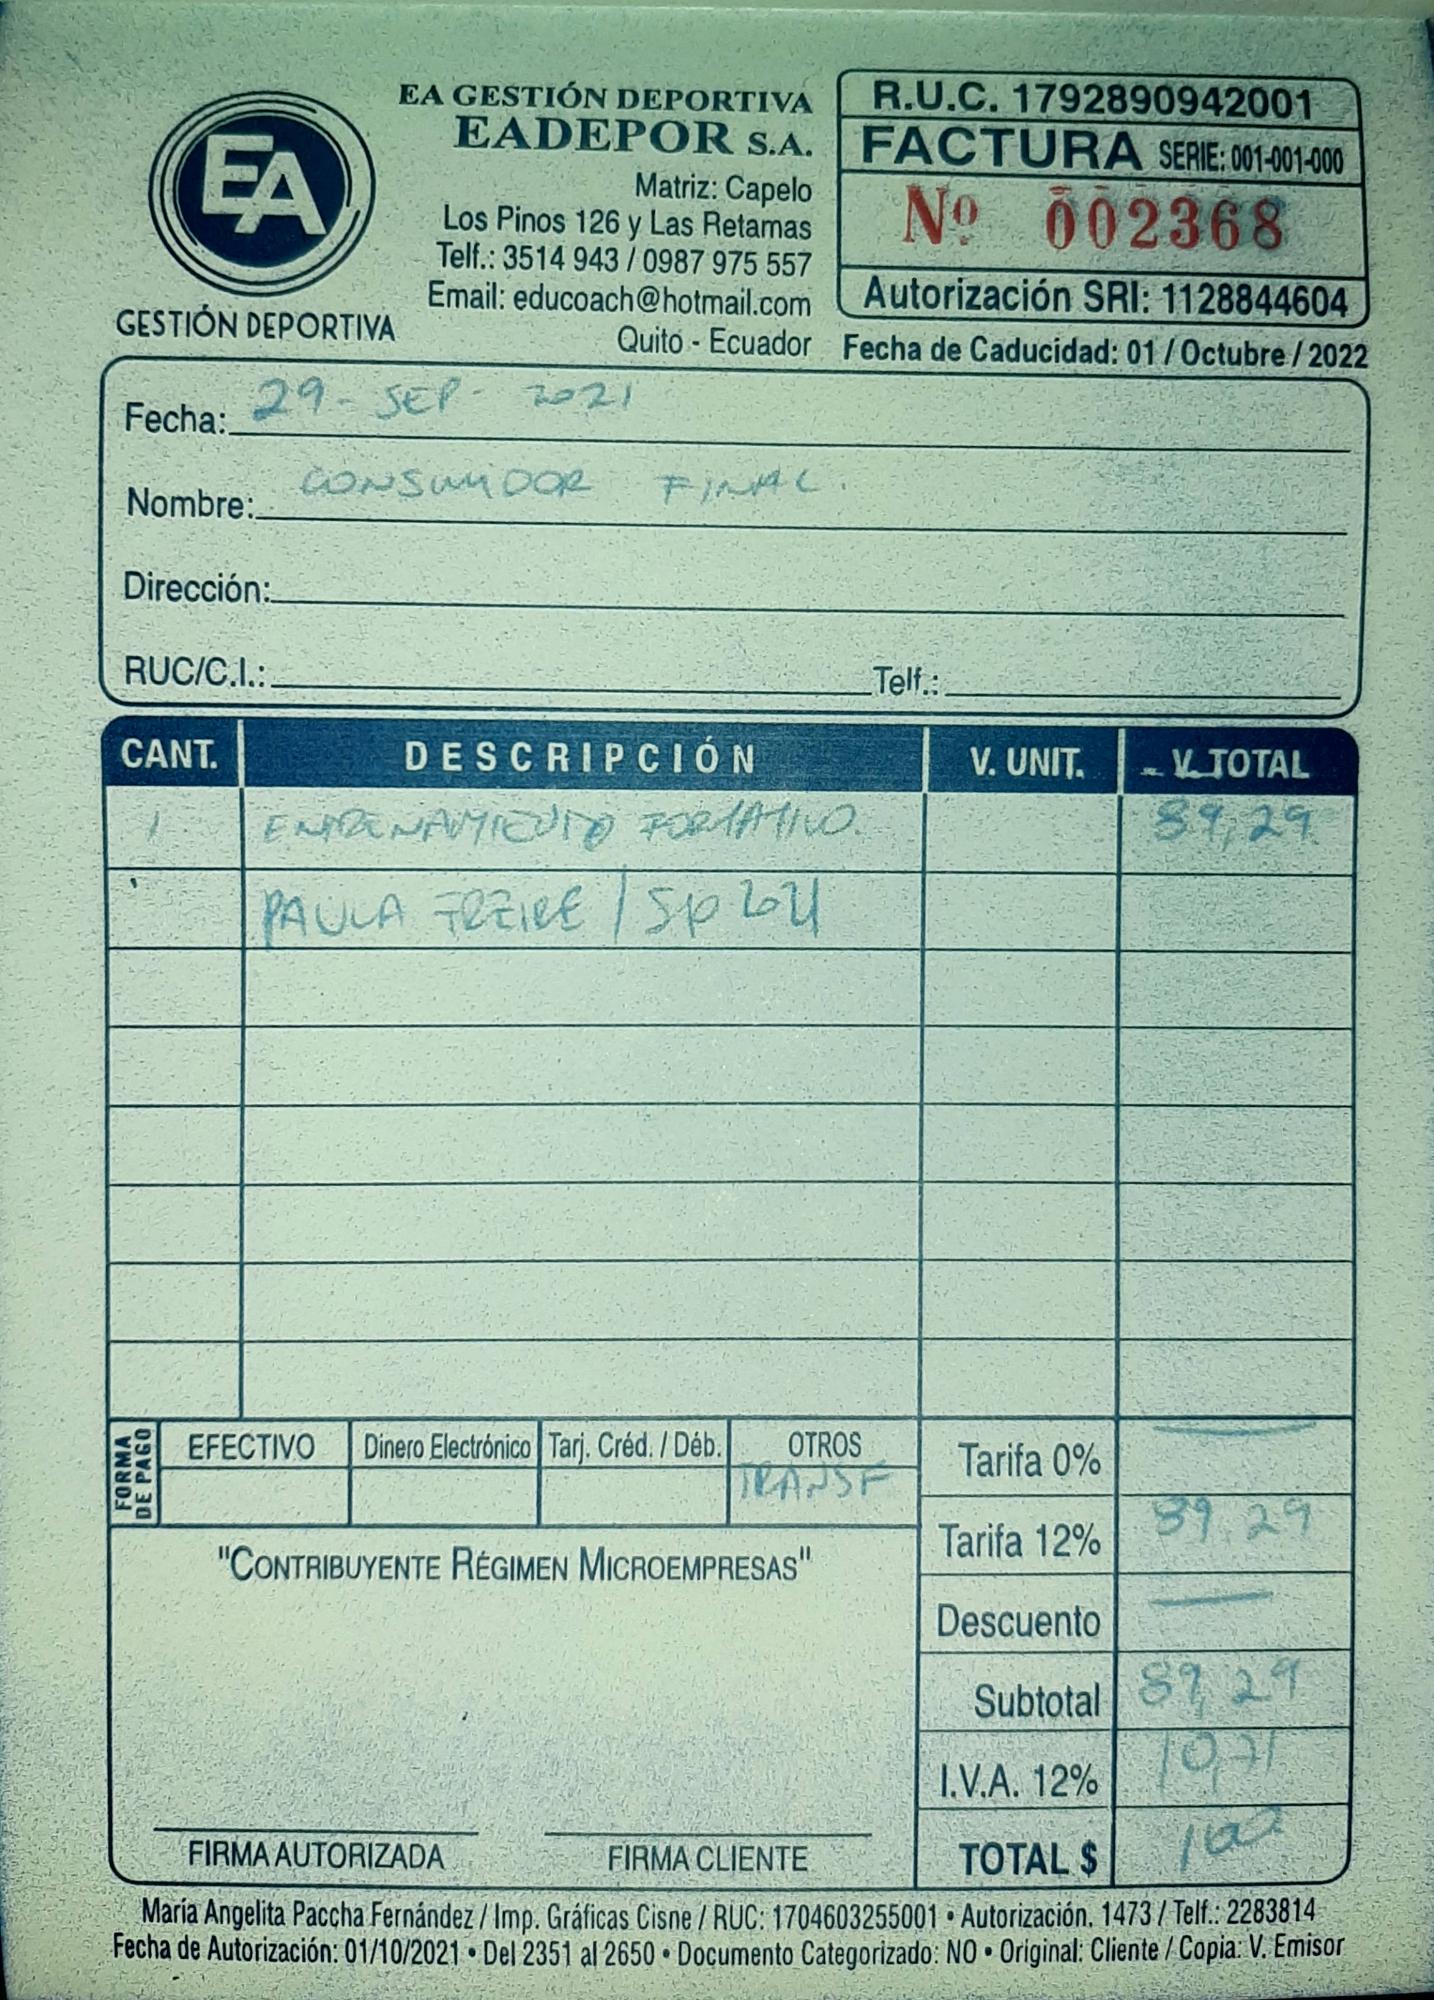 EA
GESTIÓN DEPORTIVA
EA GESTIÓN DEPORTIVA
EADEPOR S.A.
Matriz: Capelo
Los Pinos 126 y Las Retamas
Telf.: 3514 943 / 0987 975 557
Email: educoach@hotmail.com
Quito - Ecuador
R.U.C. 1792890942001
FACTURA SERIE: 001-001-000
Nº 002368
Autorización SRI: 1128844604
Fecha de Caducidad: 01 / Octubre / 2022
Fecha: 29 - SEP - 2021
Nombre: CONSUMIDOR FINAL.
Dirección:
RUC/C.I.: Telf.:
CANT. DESCRIPCIÓN V. UNIT. V. TOTAL
1 ENTRENAMIENTO FORMATIVO. 89,29
PAULA FREIRE /
FORMA DE PAGO
EFECTIVO Dinero Electrónico Tarj. Créd. / Déb. OTROS
TRANSF
Tarifa 0%
Tarifa 12% 89,29
Descuento
Subtotal 89,29
I.V.A. 12% 10,71
TOTAL $ 100
"CONTRIBUYENTE RÉGIMEN MICROEMPRESAS"
FIRMA AUTORIZADA FIRMA CLIENTE
María Angelita Paccha Fernández / Imp. Gráficas Cisne / RUC: 1704603255001 • Autorización. 1473 / Telf.: 2283814
Fecha de Autorización: 01/10/2021 • Del 2351 al 2650 • Documento Categorizado: NO • Original: Cliente / Copia: V. Emisor